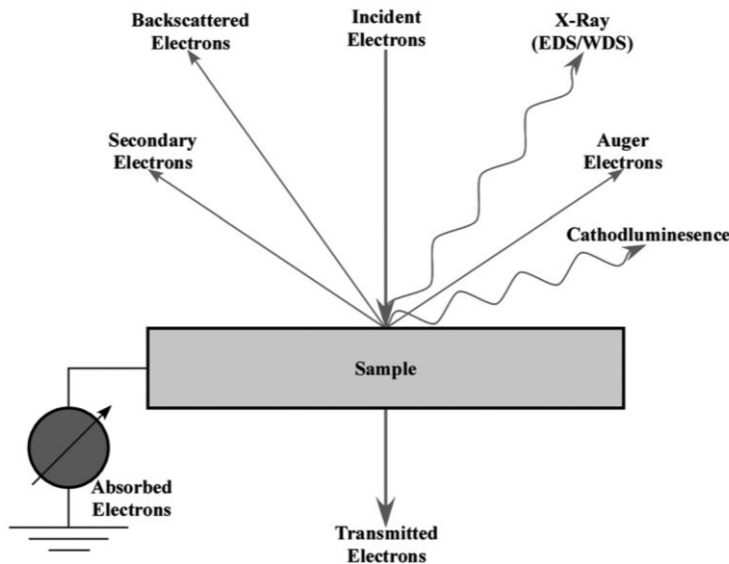 Backscattered
Electrons
Incident
Electrons
X-Ray
(EDS/WDS)
Secondary
Electrons
Auger
Electrons
Cathodluminesence
Sample
Absorbed
Electrons
Transmitted
Electrons